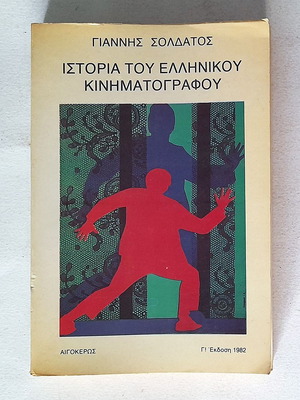 ΓΙΑΝΝΗΣ ΣΟΛΔΑΤΟΣ
ΙΣΤΟΡΙΑ ΤΟΥ ΕΛΛΗΝΙΚΟΥ
ΚΙΝΗΜΑΤΟΓΡΑΦΟΥ
ΑΙΓΟΚΕΡΩΣ
Γ! Έκδοση 1982